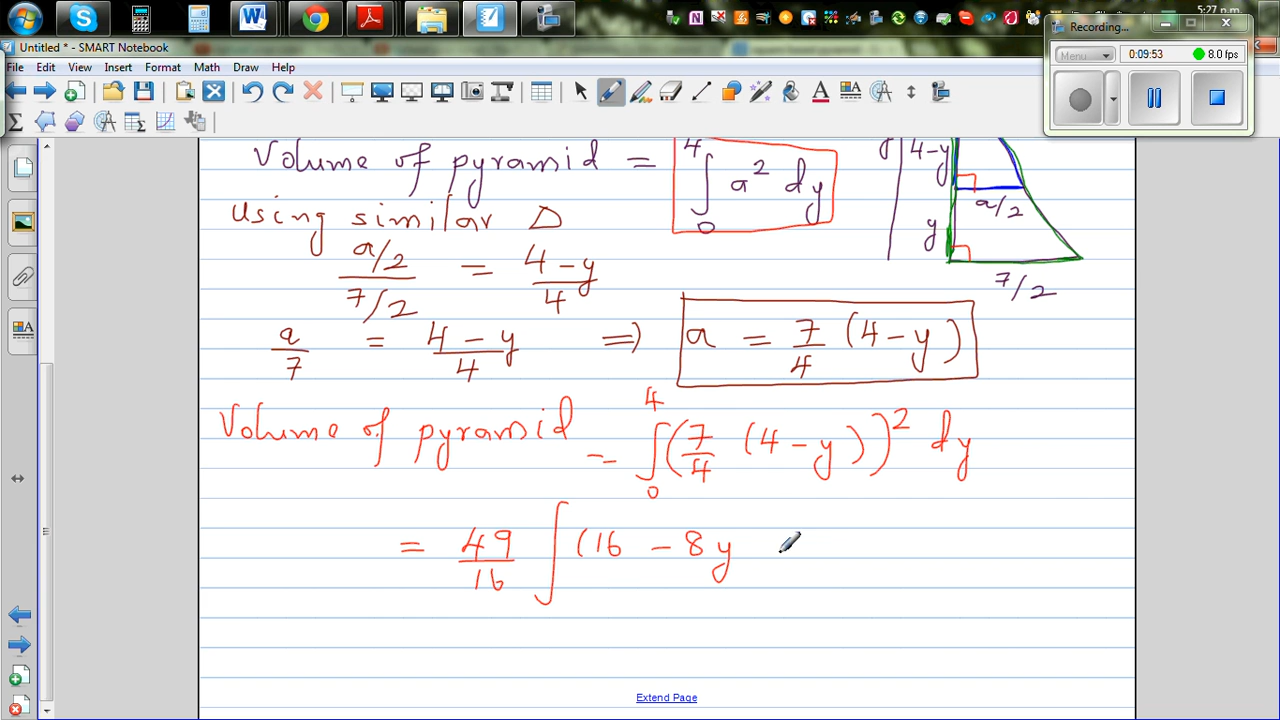 5:27 p.m.
Untitled * - SMART Notebook
Recording...
File Edit View Insert Format Math Draw Help
Menu 0:09:53 8.0 fps
Volume of pyramid = ∫₀⁴ a² dy
4-y
using similar Δ
a/2
y
(a/2)/(7/2) = (4-y)/4
7/2
a/7 = (4-y)/4 ⇒ a = 7/4 (4-y)
Volume of pyramid = ∫₀⁴ (7/4 (4-y))² dy
= 49/16 ∫ (16 - 8y
Extend Page